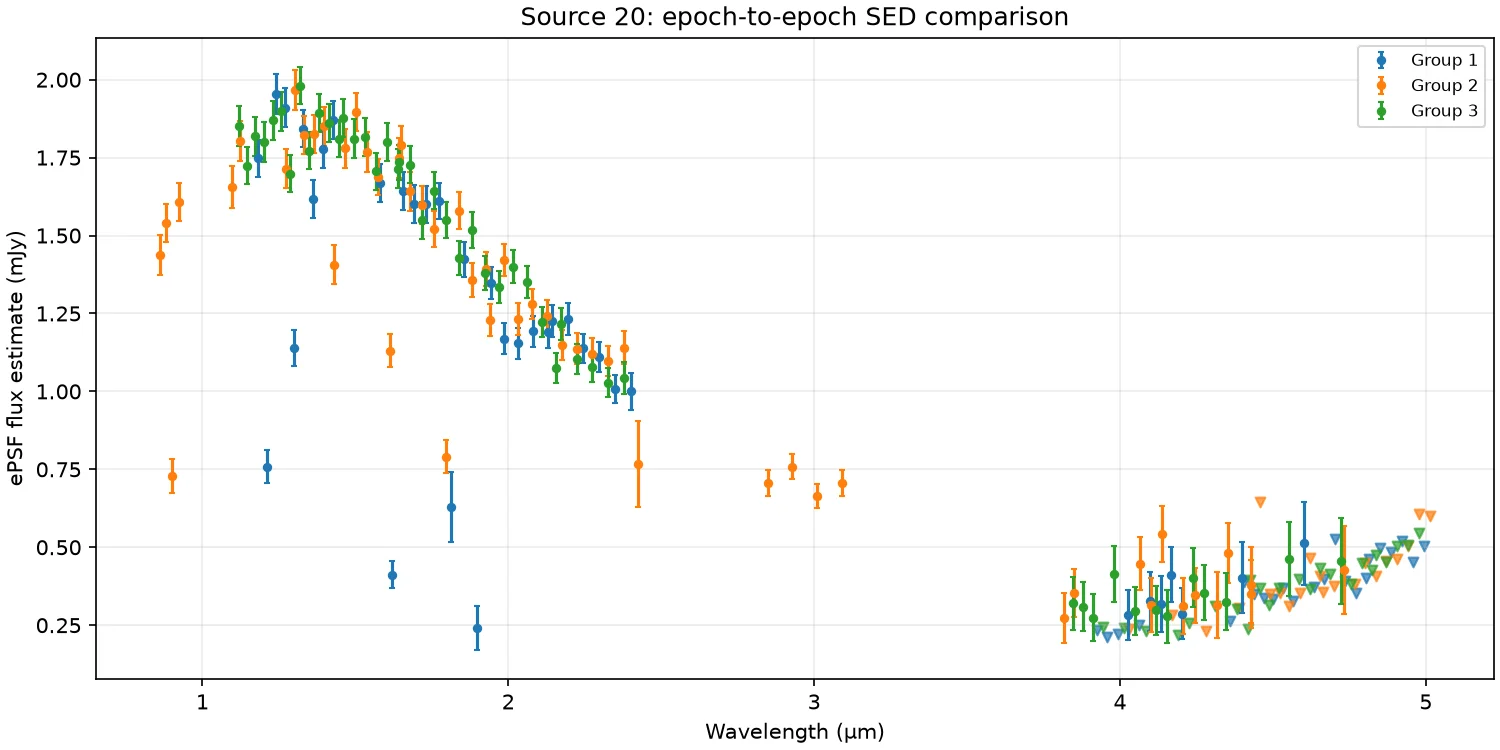 Source 20: epoch-to-epoch SED comparison
ePSF flux estimate (mJy)
2.00
1.75
1.50
1.25
1.00
0.75
0.50
0.25
Group 1
Group 2
Group 3
1 2 3 4 5
Wavelength (μm)